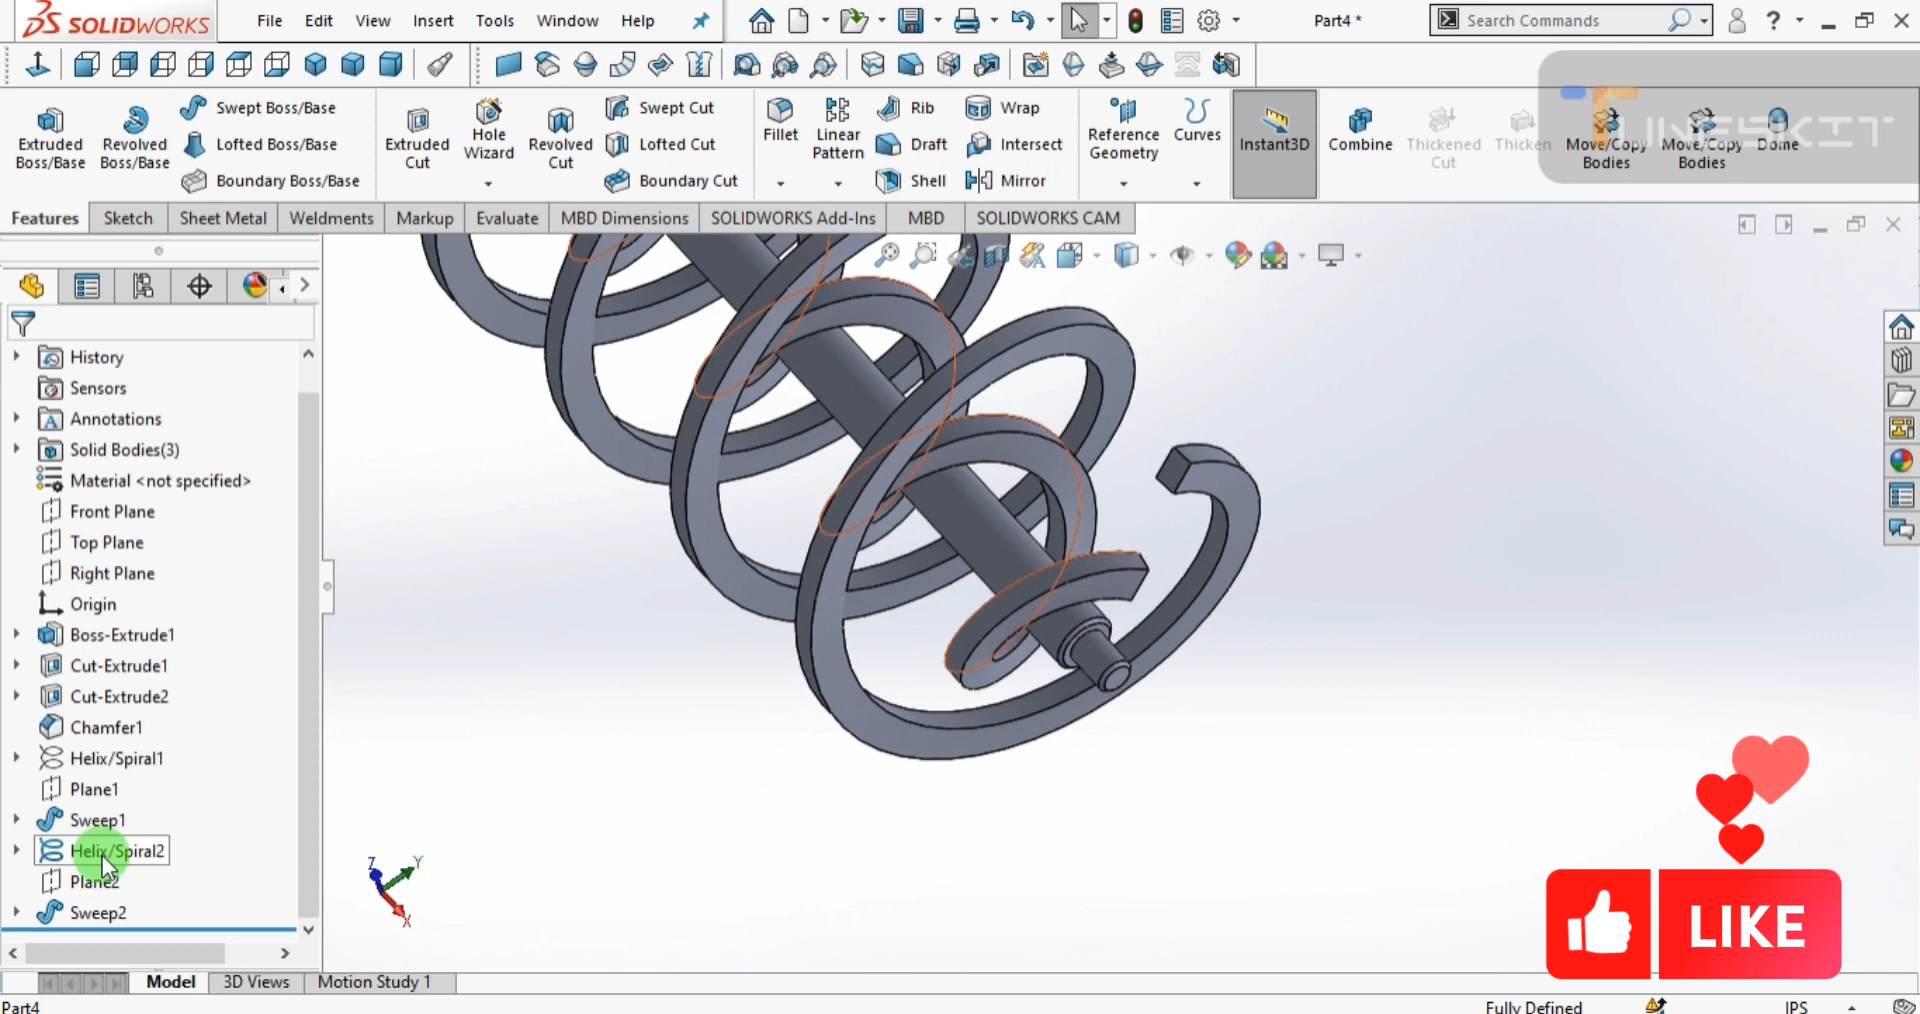 SOLIDWORKS File Edit View Insert Tools Window Help Part4 * Search Commands ?
Extruded Boss/Base
Revolved Boss/Base
Swept Boss/Base
Lofted Boss/Base
Boundary Boss/Base
Extruded Cut
Hole Wizard
Revolved Cut
Swept Cut
Lofted Cut
Boundary Cut
Fillet
Linear Pattern
Rib
Draft
Shell
Wrap
Intersect
Mirror
Reference Geometry
Curves
Instant3D
Combine
Thickened Cut
Thicken
Move/Copy Bodies
Move/Copy Bodies
Dome
Features Sketch Sheet Metal Weldments Markup Evaluate MBD Dimensions SOLIDWORKS Add-Ins MBD SOLIDWORKS CAM
History
Sensors
Annotations
Solid Bodies(3)
Material <not specified>
Front Plane
Top Plane
Right Plane
Origin
Boss-Extrude1
Cut-Extrude1
Cut-Extrude2
Chamfer1
Helix/Spiral1
Plane1
Sweep1
Helix/Spiral2
Plane2
Sweep2
Z
Y
X
LIKE
Model 3D Views Motion Study 1
Part4 Fully Defined IPS